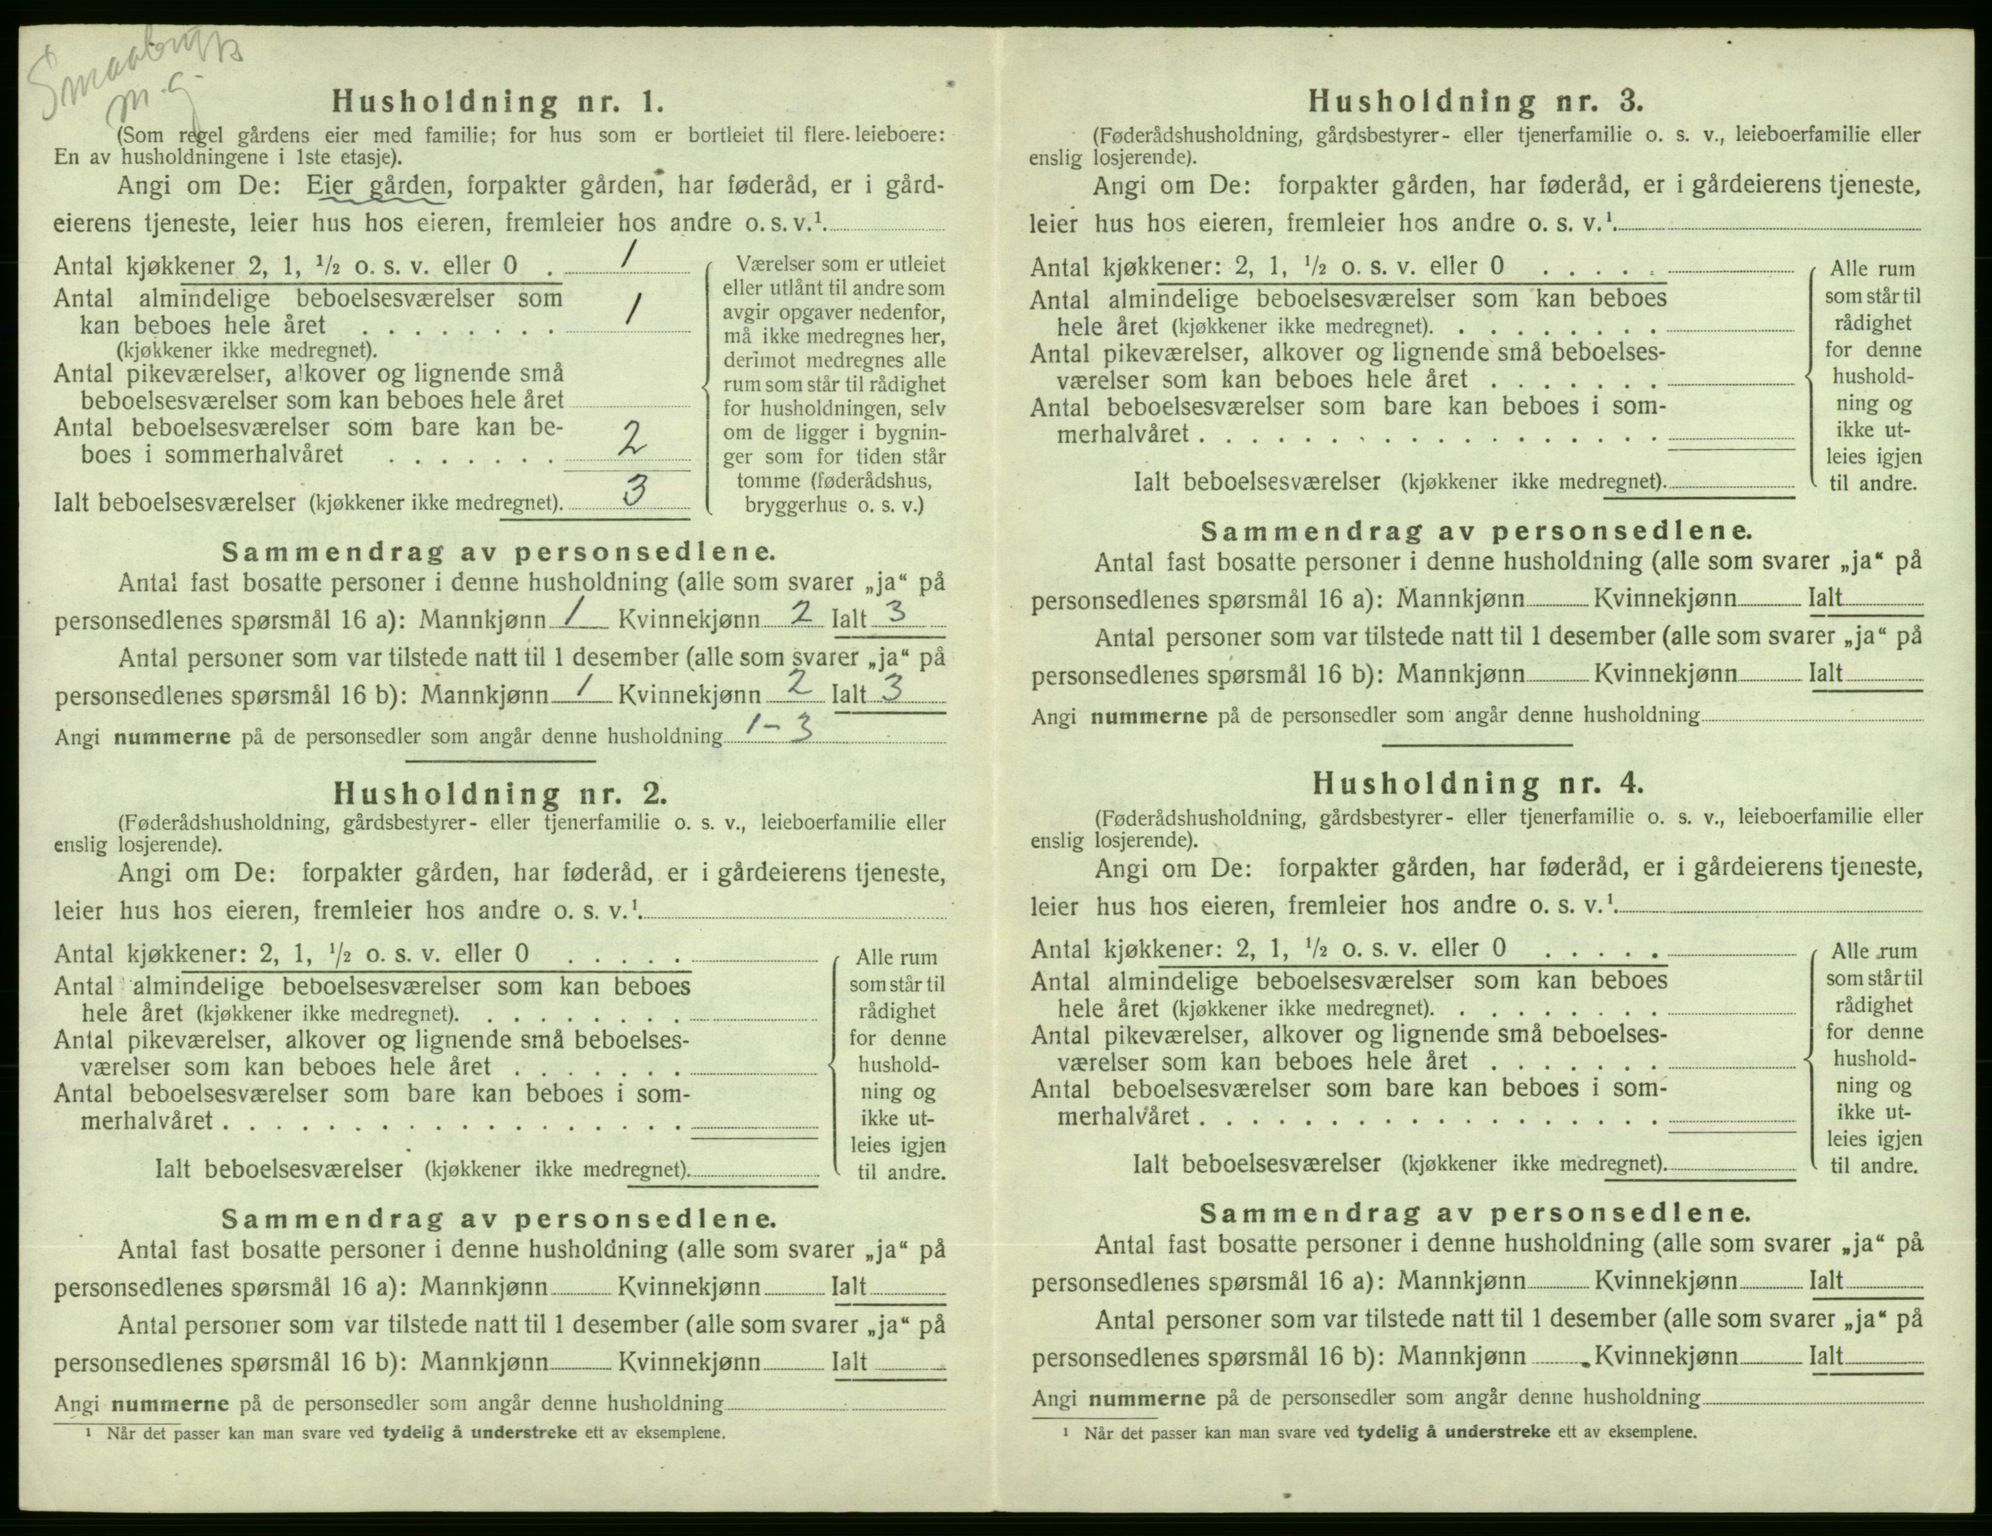 Smaabruk
m. j.
Husholdning nr. 1.
(Som regel gårdens eier med familie; for hus som er bortleiet til flere leieboere:
En av husholdningene i 1ste etasje).
Angi om De: Eier gården, forpakter gården, har føderåd, er i gård-
eierens tjeneste, leier hus hos eieren, fremleier hos andre o. s. v.¹.
Antal kjøkkener 2, 1, ½ o. s. v. eller 0 . 1
Antal almindelige beboelsesværelser som
kan beboes hele året . . . . . . . . 1
(kjøkkener ikke medregnet).
Antal pikeværelser, alkover og lignende små
beboelsesværelser som kan beboes hele året
Antal beboelsesværelser som bare kan be-
boes i sommerhalvåret . . . . . . . 2
Ialt beboelsesværelser (kjøkkener ikke medregnet). 3
Værelser som er utleiet
eller utlånt til andre som
avgir opgaver nedenfor,
må ikke medregnes her,
derimot medregnes alle
rum som står til rådighet
for husholdningen, selv
om de ligger i bygnin-
ger som for tiden står
tomme (føderådshus,
bryggerhus o. s. v.)
Sammendrag av personsedlene.
Antal fast bosatte personer i denne husholdning (alle som svarer „ja“ på
personsedlenes spørsmål 16 a): Mannkjønn 1 Kvinnekjønn 2 Ialt 3
Antal personer som var tilstede natt til 1 desember (alle som svarer „ja“ på
personsedlenes spørsmål 16 b): Mannkjønn 1 Kvinnekjønn 2 Ialt 3
Angi nummerne på de personsedler som angår denne husholdning 1-3
Husholdning nr. 2.
(Føderådshusholdning, gårdsbestyrer- eller tjenerfamilie o. s. v., leieboerfamilie eller
enslig losjerende).
Angi om De: forpakter gården, har føderåd, er i gårdeierens tjeneste,
leier hus hos eieren, fremleier hos andre o. s. v.¹.
Antal kjøkkener: 2, 1, ½ o. s. v. eller 0 . . . . .
Antal almindelige beboelsesværelser som kan beboes
hele året (kjøkkener ikke medregnet). . . . . . . . .
Antal pikeværelser, alkover og lignende små beboelses-
værelser som kan beboes hele året . . . . . . .
Antal beboelsesværelser som bare kan beboes i som-
merhalvåret . . . . . . . . . . . . . . . . . .
Ialt beboelsesværelser (kjøkkener ikke medregnet).
Alle rum
som står til
rådighet
for denne
hushold-
ning og
ikke ut-
leies igjen
til andre.
Sammendrag av personsedlene.
Antal fast bosatte personer i denne husholdning (alle som svarer „ja“ på
personsedlenes spørsmål 16 a): Mannkjønn Kvinnekjønn Ialt
Antal personer som var tilstede natt til 1 desember (alle som svarer „ja“ på
personsedlenes spørsmål 16 b): Mannkjønn Kvinnekjønn Ialt
Angi nummerne på de personsedler som angår denne husholdning
¹ Når det passer kan man svare ved tydelig å understreke ett av eksemplene.
Husholdning nr. 3.
(Føderådshusholdning, gårdsbestyrer- eller tjenerfamilie o. s. v., leieboerfamilie eller
enslig losjerende).
Angi om De: forpakter gården, har føderåd, er i gårdeierens tjeneste,
leier hus hos eieren, fremleier hos andre o. s. v.¹.
Antal kjøkkener: 2, 1, ½ o. s. v. eller 0 . . . . .
Antal almindelige beboelsesværelser som kan beboes
hele året (kjøkkener ikke medregnet). . . . . . . . .
Antal pikeværelser, alkover og lignende små beboelses-
værelser som kan beboes hele året . . . . . . .
Antal beboelsesværelser som bare kan beboes i som-
merhalvåret . . . . . . . . . . . . . . . . . .
Ialt beboelsesværelser (kjøkkener ikke medregnet).
Alle rum
som står til
rådighet
for denne
hushold-
ning og
ikke ut-
leies igjen
til andre.
Sammendrag av personsedlene.
Antal fast bosatte personer i denne husholdning (alle som svarer „ja“ på
personsedlenes spørsmål 16 a): Mannkjønn Kvinnekjønn Ialt
Antal personer som var tilstede natt til 1 desember (alle som svarer „ja“ på
personsedlenes spørsmål 16 b): Mannkjønn Kvinnekjønn Ialt
Angi nummerne på de personsedler som angår denne husholdning
Husholdning nr. 4.
(Føderådshusholdning, gårdsbestyrer- eller tjenerfamilie o. s. v., leieboerfamilie eller
enslig losjerende).
Angi om De: forpakter gården, har føderåd, er i gårdeierens tjeneste,
leier hus hos eieren, fremleier hos andre o. s. v.¹.
Antal kjøkkener: 2, 1, ½ o. s. v. eller 0 . . . . .
Antal almindelige beboelsesværelser som kan beboes
hele året (kjøkkener ikke medregnet). . . . . . . . .
Antal pikeværelser, alkover og lignende små beboelses-
værelser som kan beboes hele året . . . . . . .
Antal beboelsesværelser som bare kan beboes i som-
merhalvåret . . . . . . . . . . . . . . . . . .
Ialt beboelsesværelser (kjøkkener ikke medregnet).
Alle rum
som står til
rådighet
for denne
hushold-
ning og
ikke ut-
leies igjen
til andre.
Sammendrag av personsedlene.
Antal fast bosatte personer i denne husholdning (alle som svarer „ja“ på
personsedlenes spørsmål 16 a): Mannkjønn Kvinnekjønn Ialt
Antal personer som var tilstede natt til 1 desember (alle som svarer „ja“ på
personsedlenes spørsmål 16 b): Mannkjønn Kvinnekjønn Ialt
Angi nummerne på de personsedler som angår denne husholdning
¹ Når det passer kan man svare ved tydelig å understreke ett av eksemplene.